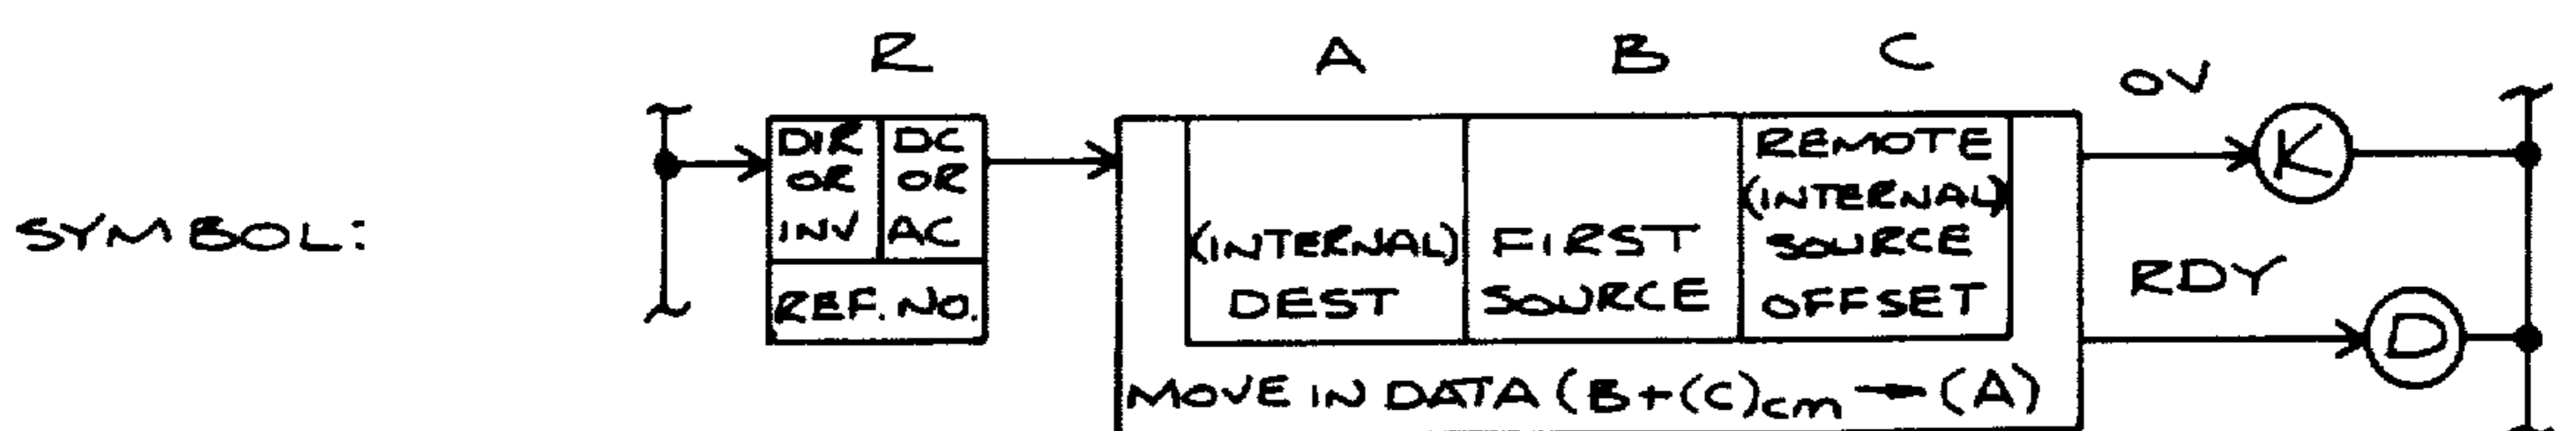 R A B C
OV
K
DIR OR INV
DC OR AC
REF. NO.
(INTERNAL) DEST
FIRST SOURCE
REMOTE (INTERNAL) SOURCE OFFSET
SYMBOL:
RDY
D
MOVE IN DATA (B+(C)cm → (A)